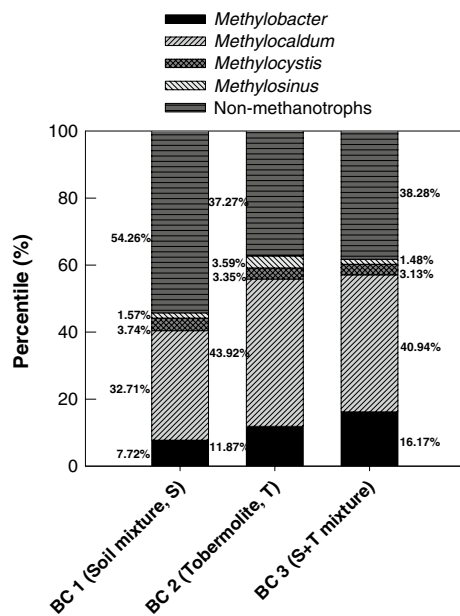 Methylobacter
Methylocaldum
Methylocystis
Methylosinus
Non-methanotrophs
Percentile (%)
100
80
60
40
20
0
54.26%
1.57%
3.74%
32.71%
7.72%
37.27%
3.59%
3.35%
43.92%
11.87%
38.28%
1.48%
3.13%
40.94%
16.17%
BC 1 (Soil mixture, S)
BC 2 (Tobermolite, T)
BC 3 (S+T mixture)